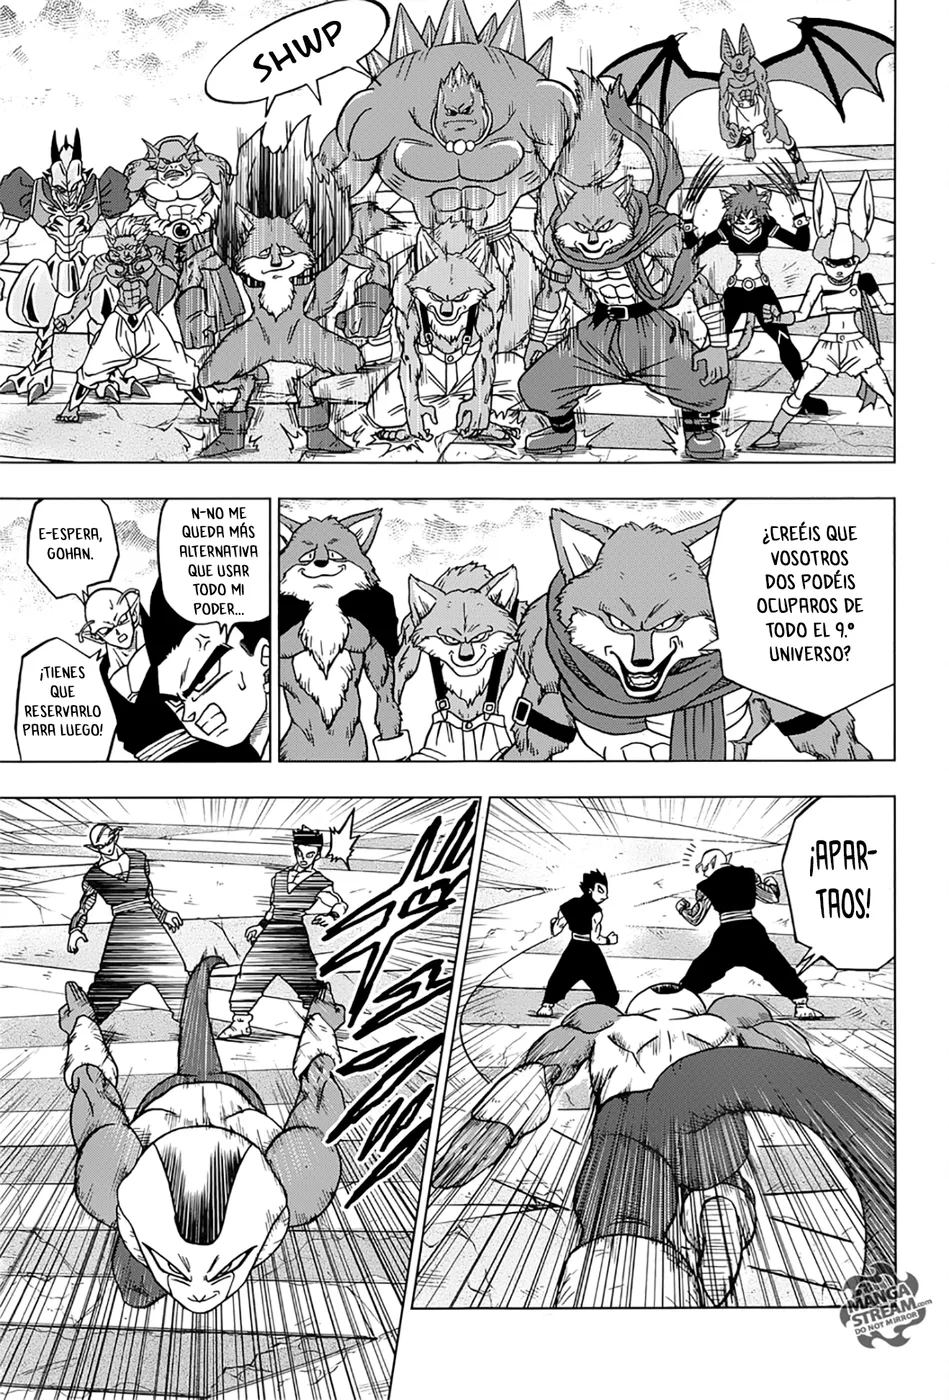 SHWP
¿CREÉIS QUE
VOSOTROS
DOS PODÉIS
OCUPAROS DE
TODO EL 9.º
UNIVERSO?
N-NO ME
QUEDA MÁS
ALTERNATIVA
QUE USAR
TODO MI
PODER...
E-ESPERA,
GOHAN.
¡TIENES
QUE
RESERVARLO
PARA LUEGO!
¡APAR-
TAOS!
MANGA
STREAM.com
DO NOT MIRROR!